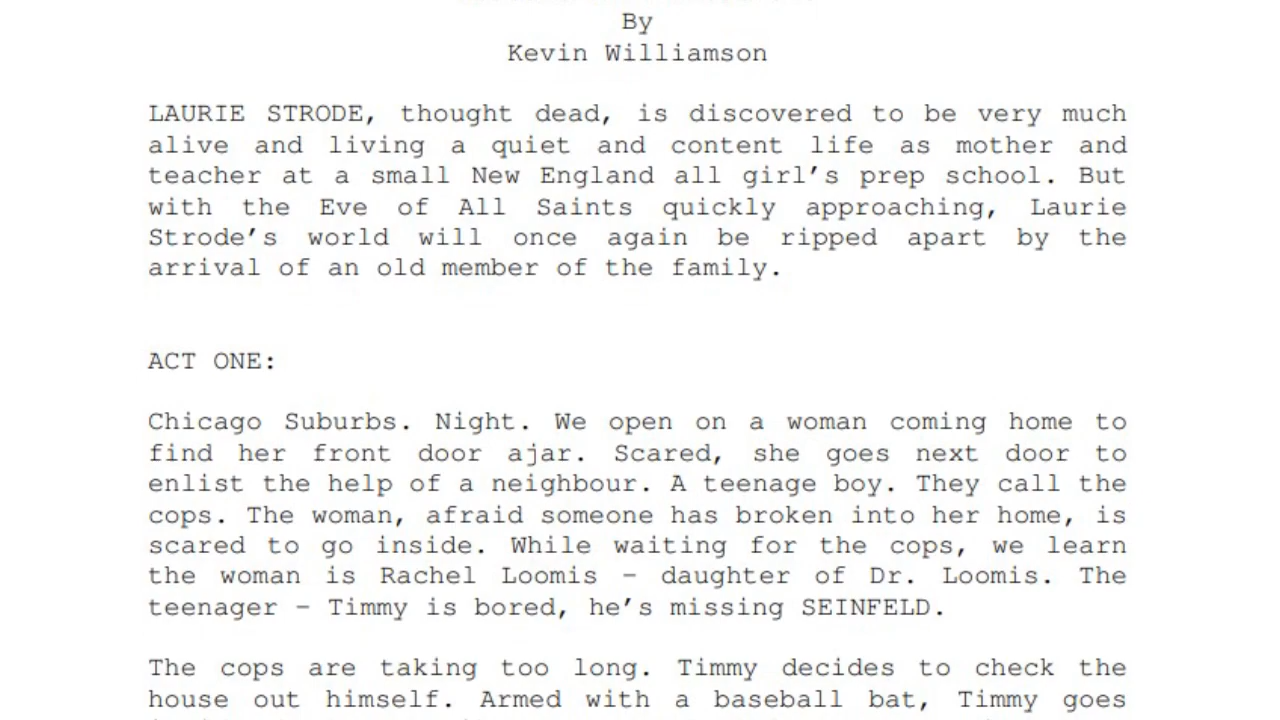 By
Kevin Williamson
LAURIE STRODE, thought dead, is discovered to be very much
alive and living a quiet and content life as mother and
teacher at a small New England all girl’s prep school. But
with the Eve of All Saints quickly approaching, Laurie
Strode’s world will once again be ripped apart by the
arrival of an old member of the family.
ACT ONE:
Chicago Suburbs. Night. We open on a woman coming home to
find her front door ajar. Scared, she goes next door to
enlist the help of a neighbour. A teenage boy. They call the
cops. The woman, afraid someone has broken into her home, is
scared to go inside. While waiting for the cops, we learn
the woman is Rachel Loomis – daughter of Dr. Loomis. The
teenager – Timmy is bored, he’s missing SEINFELD.
The cops are taking too long. Timmy decides to check the
house out himself. Armed with a baseball bat, Timmy goes